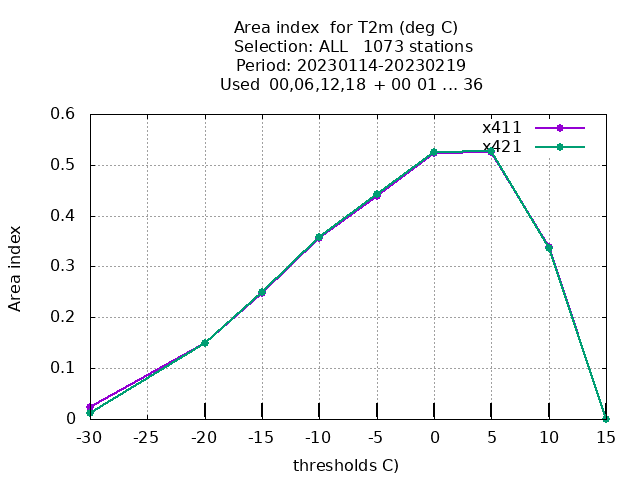 Area index  for T2m (deg C)
Selection: ALL   1073 stations
Period: 20230114-20230219
Used  00,06,12,18  + 00 01 ... 36
x411
x421
0.6
0.5
0.4
0.3
0.2
0.1
0
Area index
-30 -25 -20 -15 -10 -5 0 5 10 15
thresholds C)